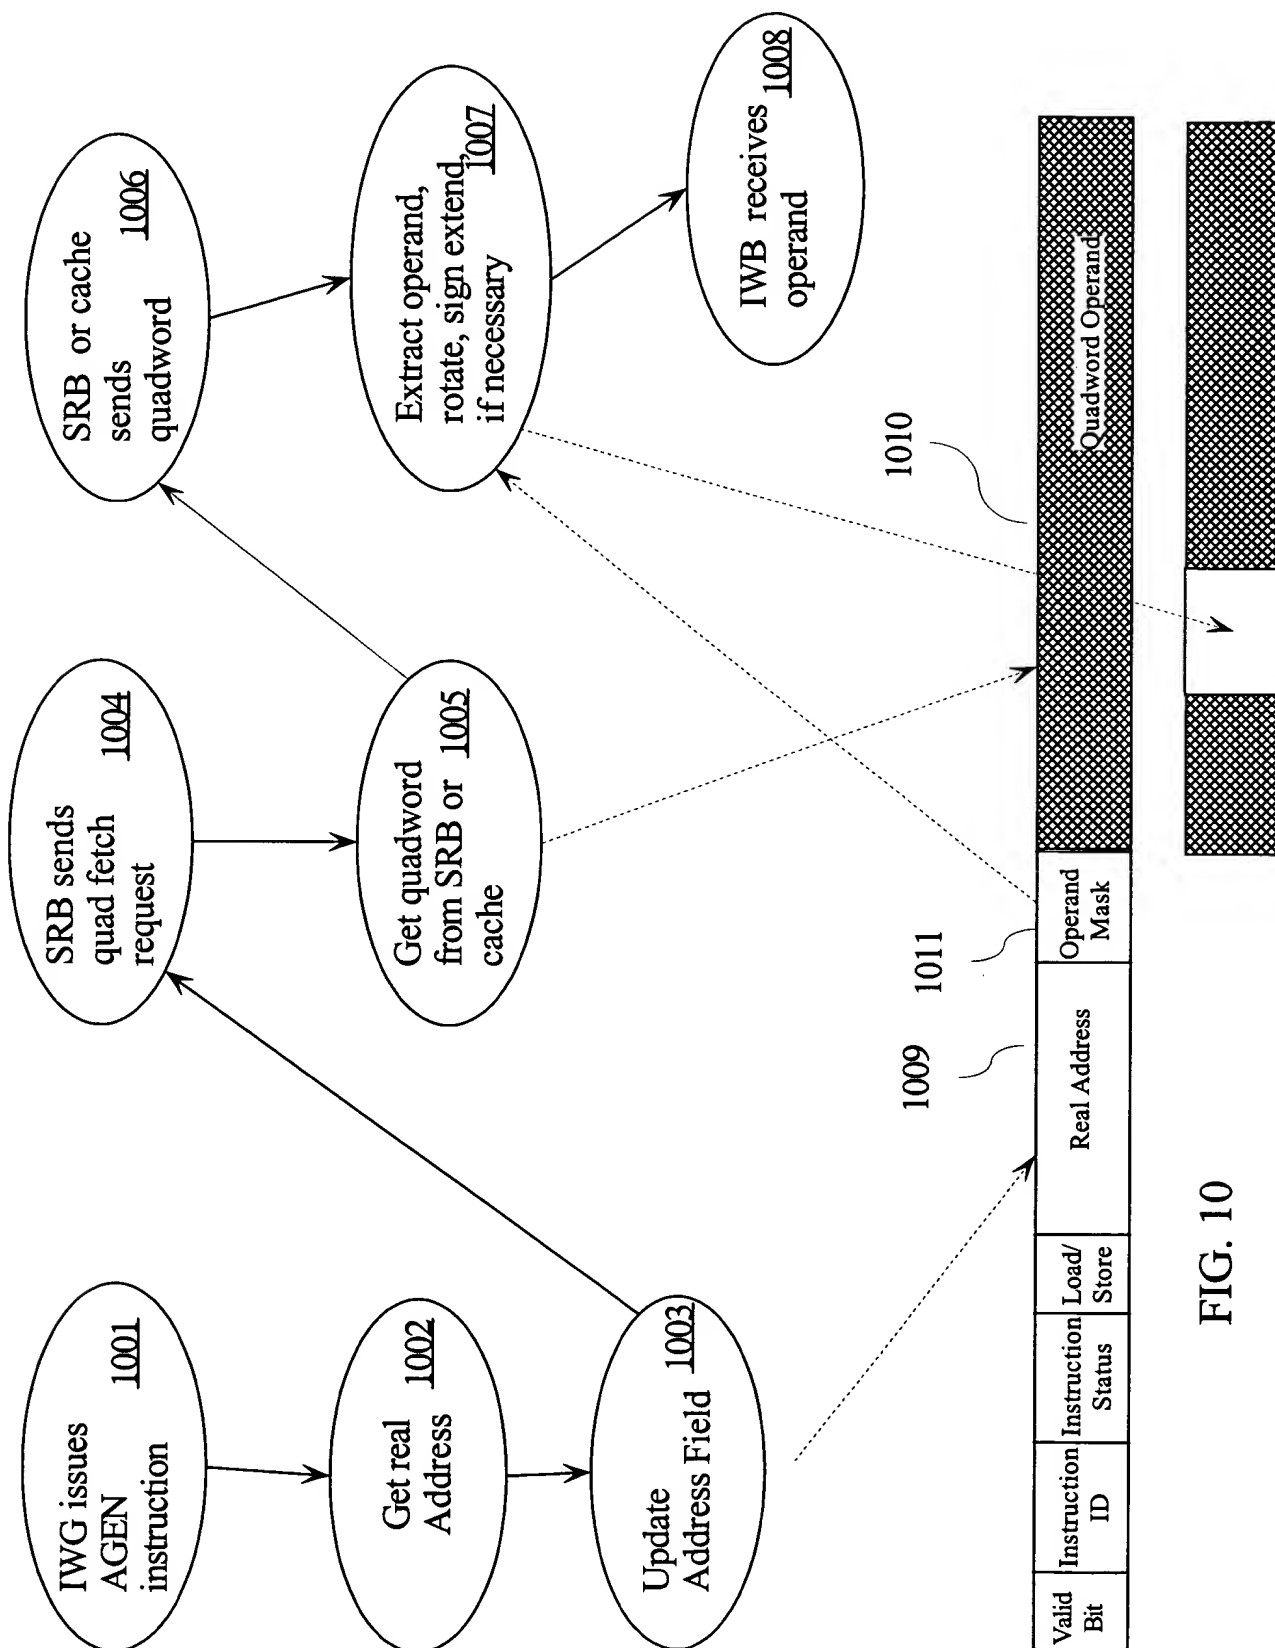 IWG issues
AGEN 1001
instruction
Get real 1002
Address
Update
Address Field 1003
SRB sends
quad fetch 1004
request
Get quadword
from SRB or 1005
cache
SRB or cache
sends 1006
quadword
Extract operand,
rotate, sign extend, 1007
if necessary
IWB receives 1008
operand
1009
1011
1010
Valid
Bit
Instruction
ID
Instruction
Status
Load/
Store
Real Address
Operand
Mask
Quadword Operand
FIG. 10